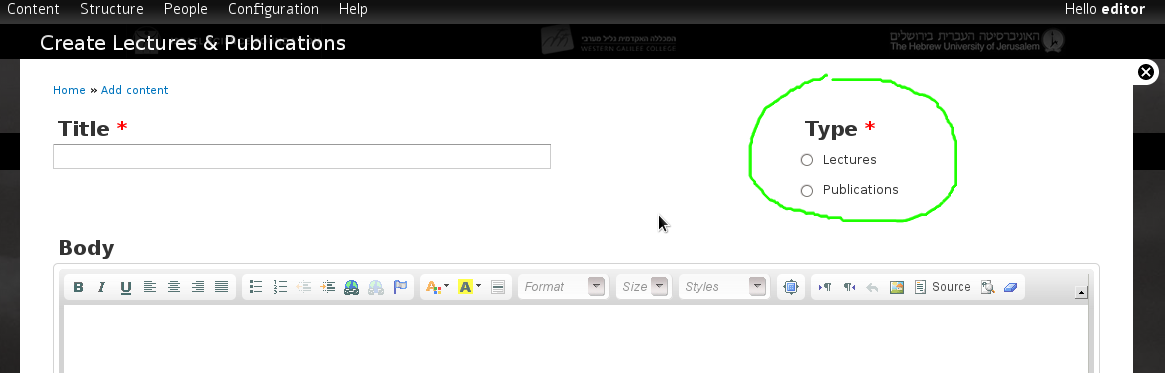 Content Structure People Configuration Help Hello editor
Create Lectures & Publications
המכללה האקדמית גליל מערבי
WESTERN GALILEE COLLEGE
האוניברסיטה העברית בירושלים
The Hebrew University of Jerusalem
Home » Add content
Title *
Type *
Lectures
Publications
Body
B I U A A Format Size Styles Source